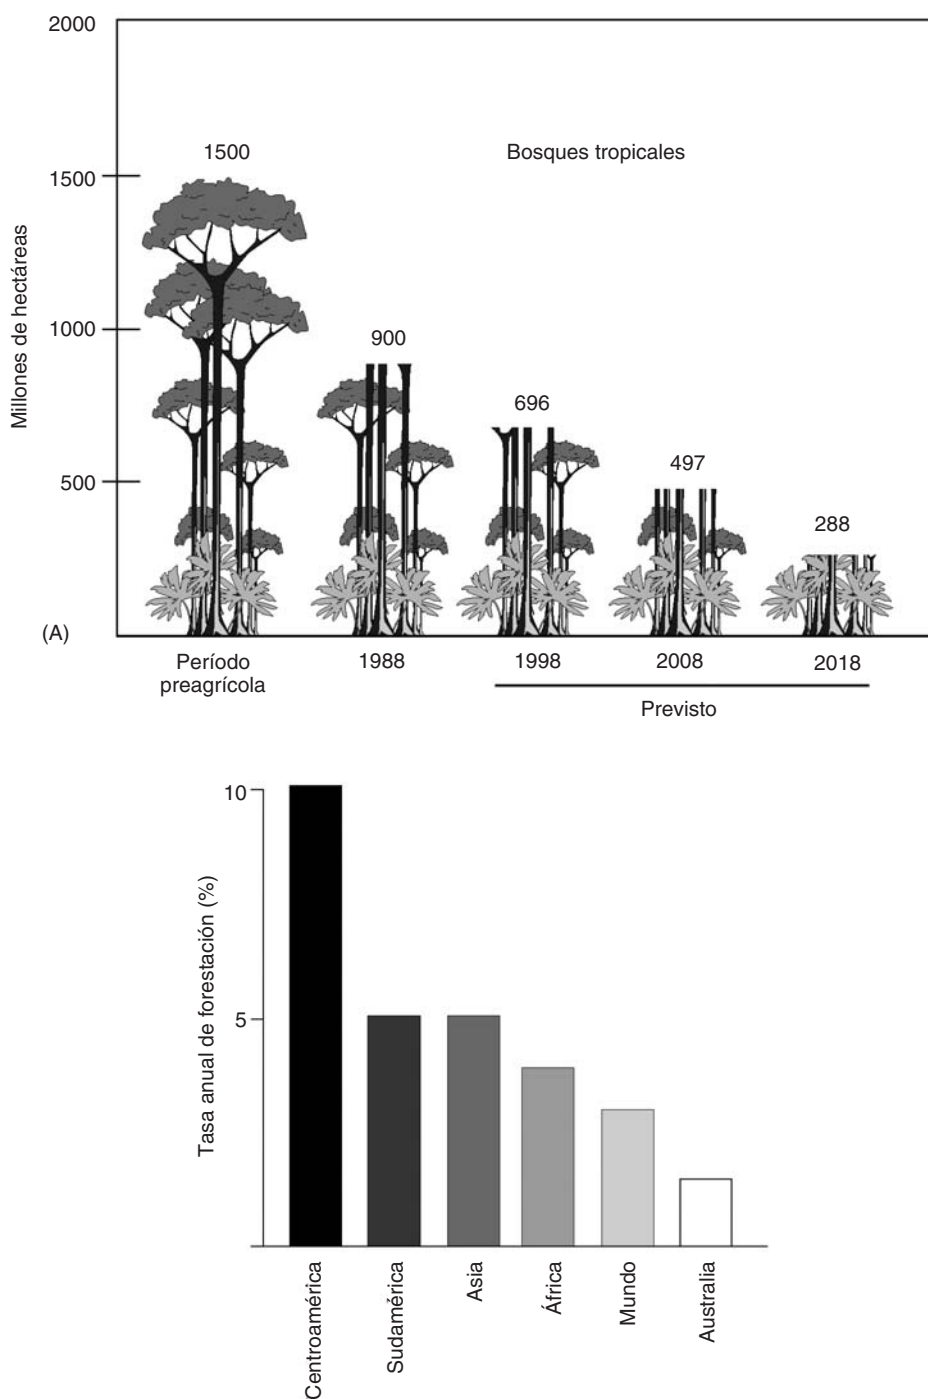 2000
1500
Bosques tropicales
1500
Millones de hectáreas
1000
900
696
500
497
288
(A)
Período
preagrícola
1988
1998
2008
2018
Previsto
10
Tasa anual de forestación (%)
5
Centroamérica
Sudamérica
Asia
África
Mundo
Australia